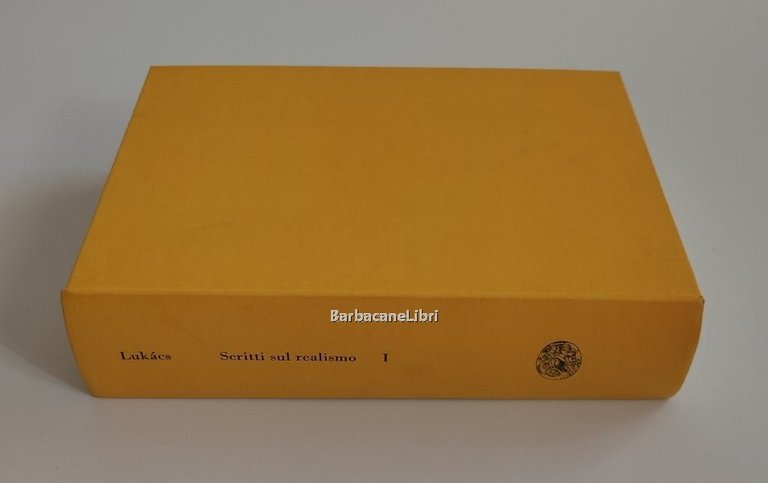 BarbacaneLibri
Lukács Scritti sul realismo I